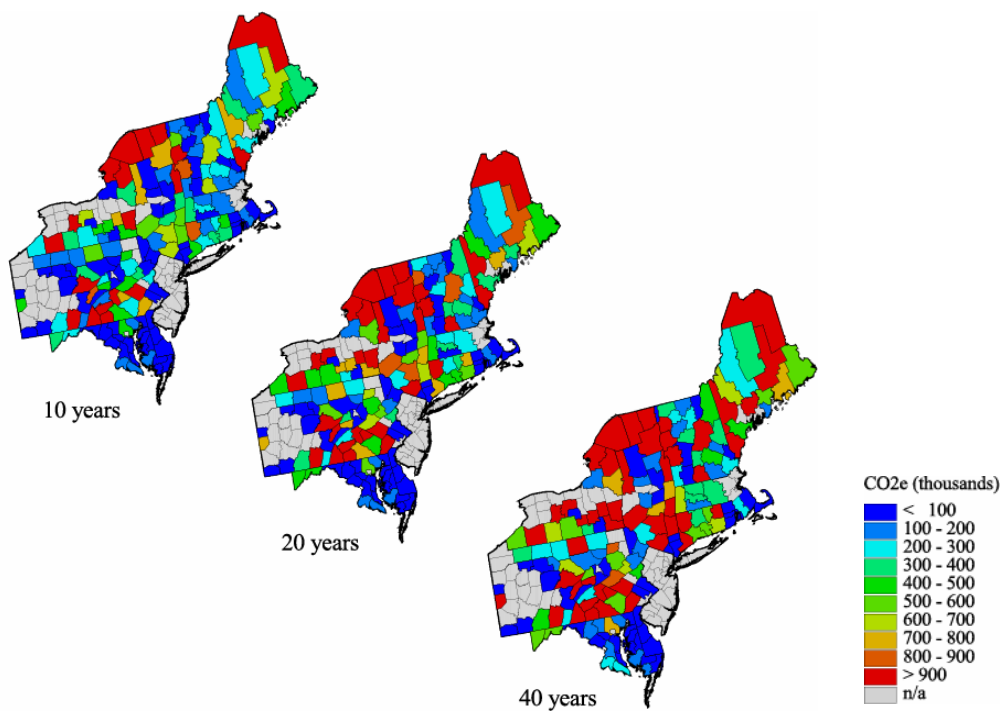 10 years
20 years
40 years
CO2e (thousands)
< 100
100 - 200
200 - 300
300 - 400
400 - 500
500 - 600
600 - 700
700 - 800
800 - 900
> 900
n/a